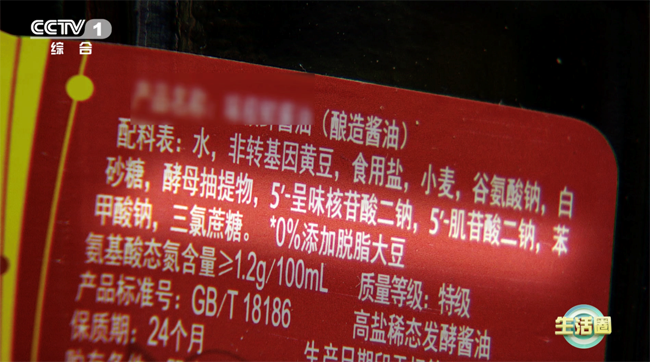 CCTV 1
综合
酱油（酿造酱油）
配料表：水，非转基因黄豆，食用盐，小麦，谷氨酸钠，白
砂糖，酵母抽提物，5′-呈味核苷酸二钠，5′-肌苷酸二钠，苯
甲酸钠，三氯蔗糖。*0%添加脱脂大豆
氨基酸态氮含量≥1.2g/100mL 质量等级：特级
产品标准号：GB/T 18186 高盐稀态发酵酱油
保质期：24个月
生活圈